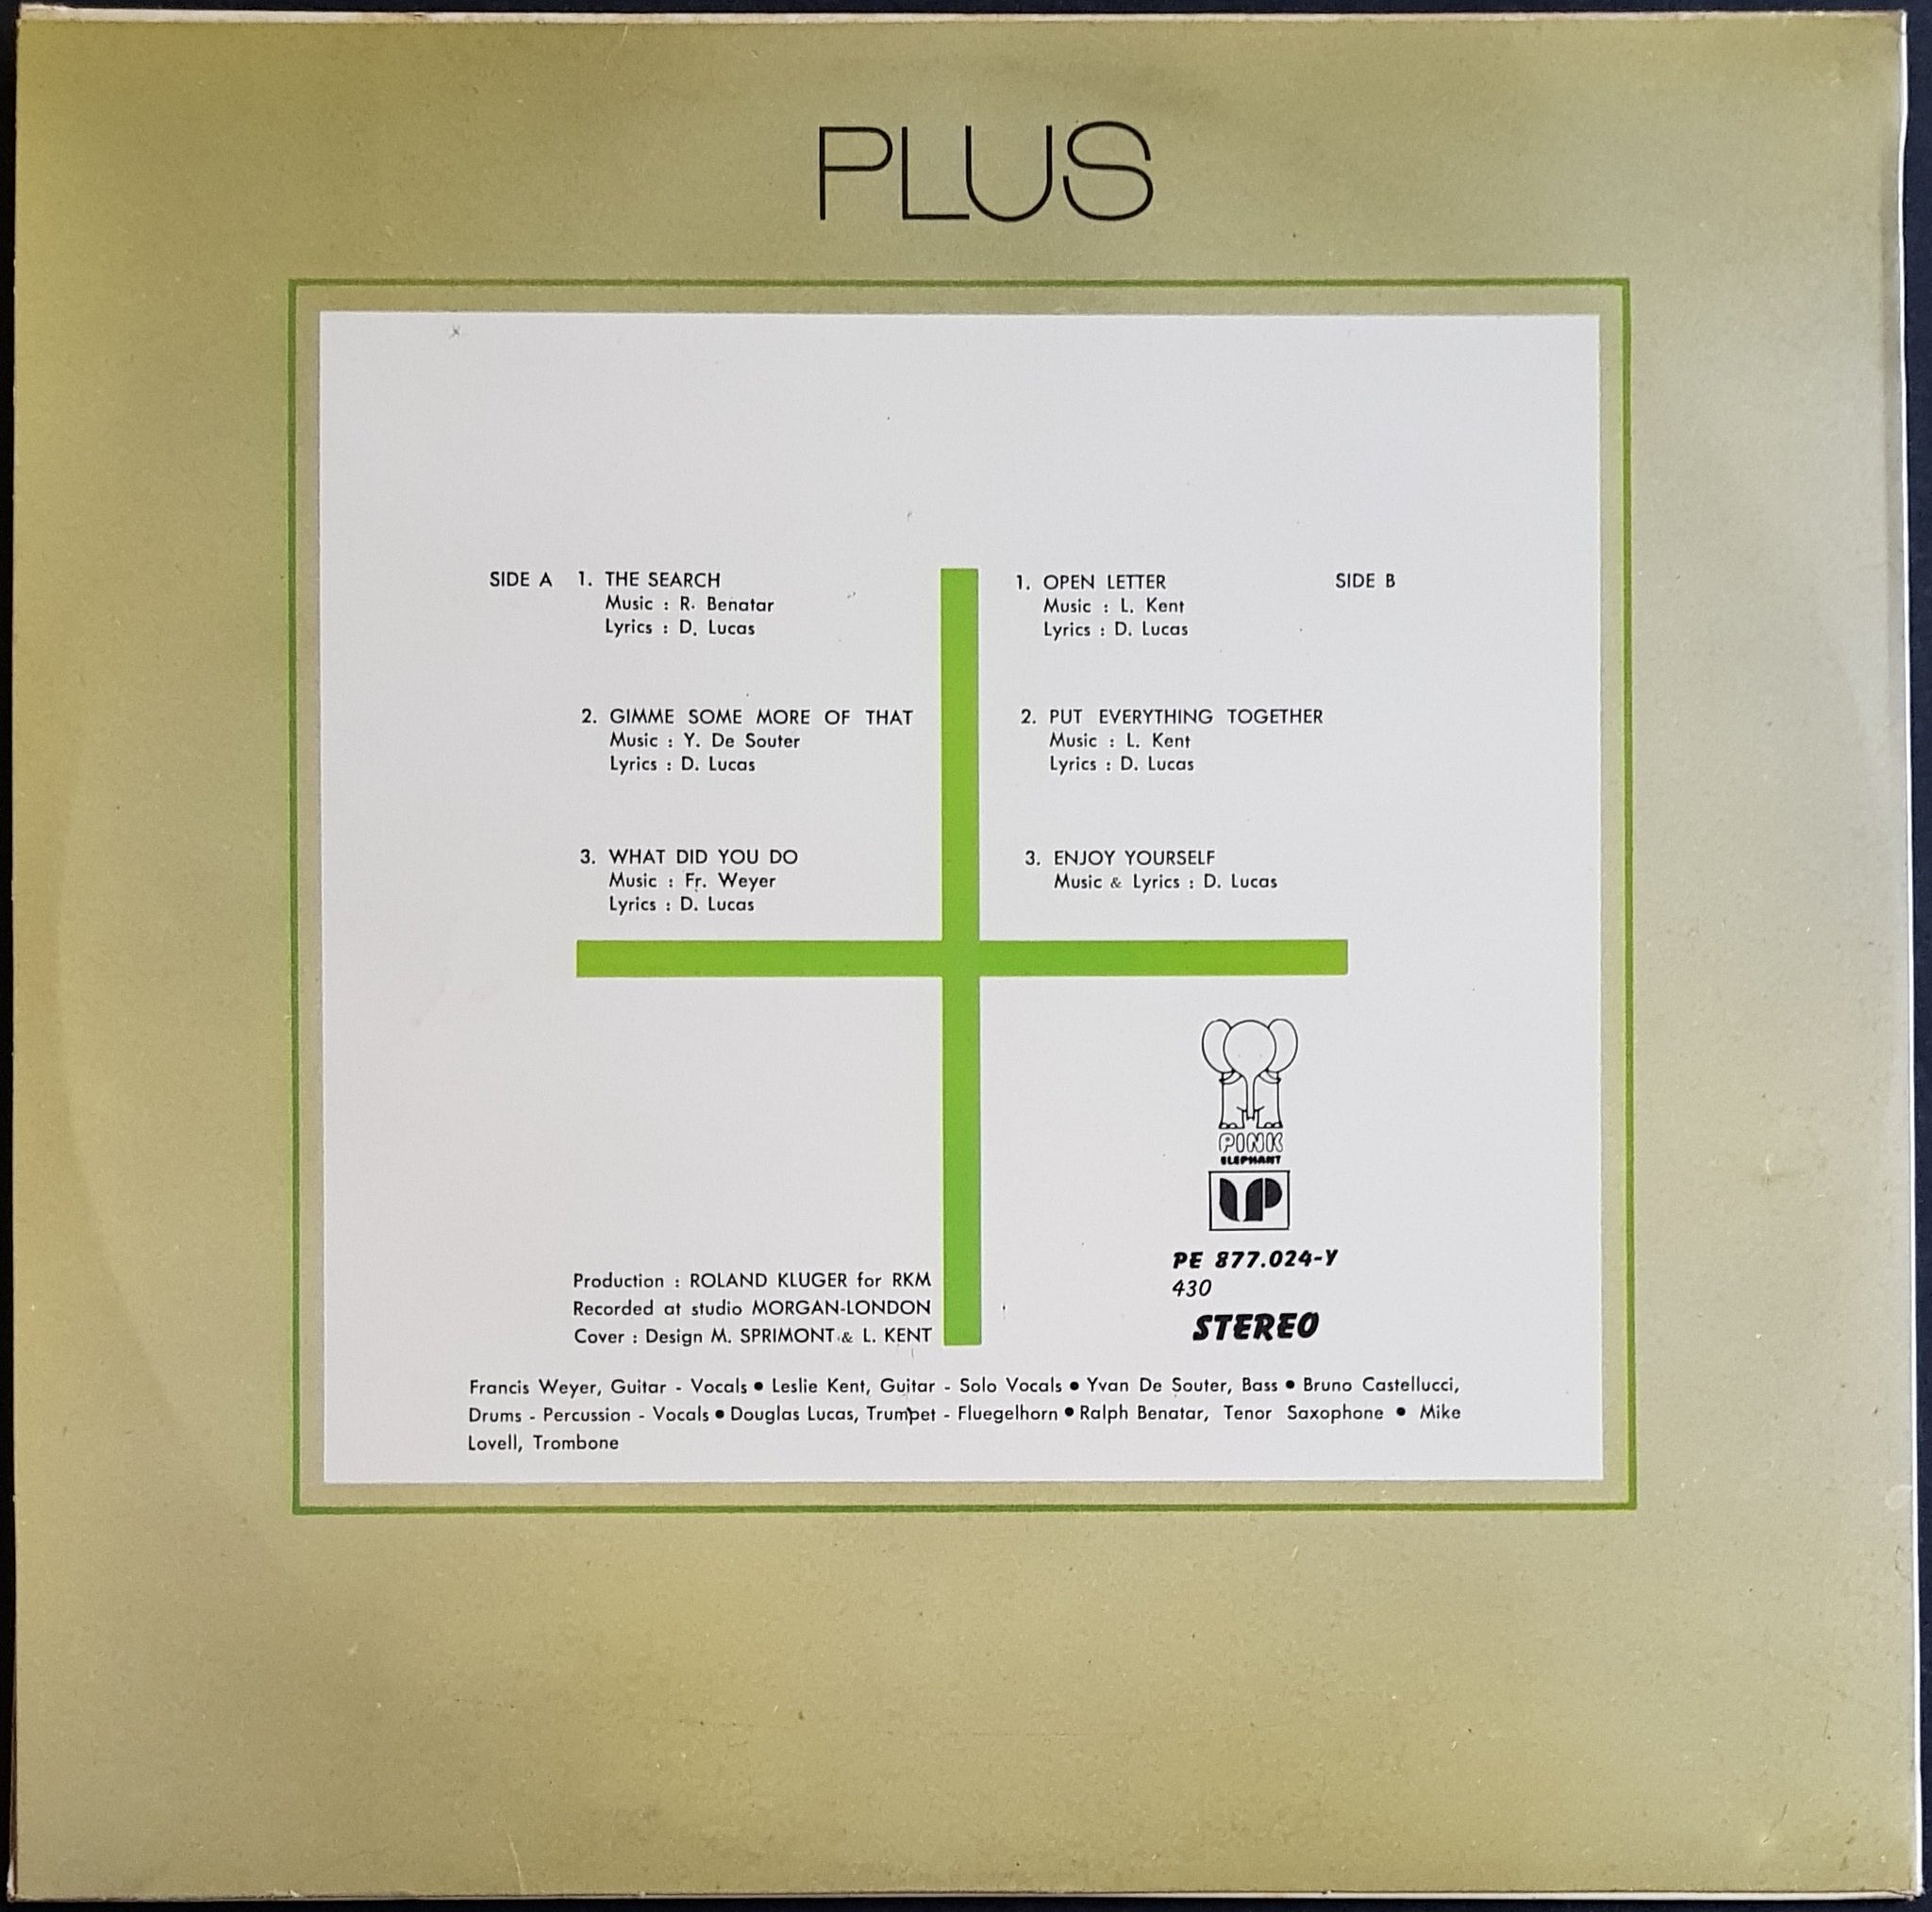 PLUS
SIDE A 1. THE SEARCH
Music : R. Benatar
Lyrics : D. Lucas
2. GIMME SOME MORE OF THAT
Music : Y. De Souter
Lyrics : D. Lucas
3. WHAT DID YOU DO
Music : Fr. Weyer
Lyrics : D. Lucas
1. OPEN LETTER SIDE B
Music : L. Kent
Lyrics : D. Lucas
2. PUT EVERYTHING TOGETHER
Music : L. Kent
Lyrics : D. Lucas
3. ENJOY YOURSELF
Music & Lyrics : D. Lucas
PINK
ELEPHANT
PE 877.024-Y
430
STEREO
Production : ROLAND KLUGER for RKM
Recorded at studio MORGAN-LONDON
Cover : Design M. SPRIMONT & L. KENT
Francis Weyer, Guitar - Vocals ● Leslie Kent, Guitar - Solo Vocals ● Yvan De Souter, Bass ● Bruno Castellucci,
Drums - Percussion - Vocals ● Douglas Lucas, Trumpet - Fluegelhorn ● Ralph Benatar, Tenor Saxophone ● Mike
Lovell, Trombone